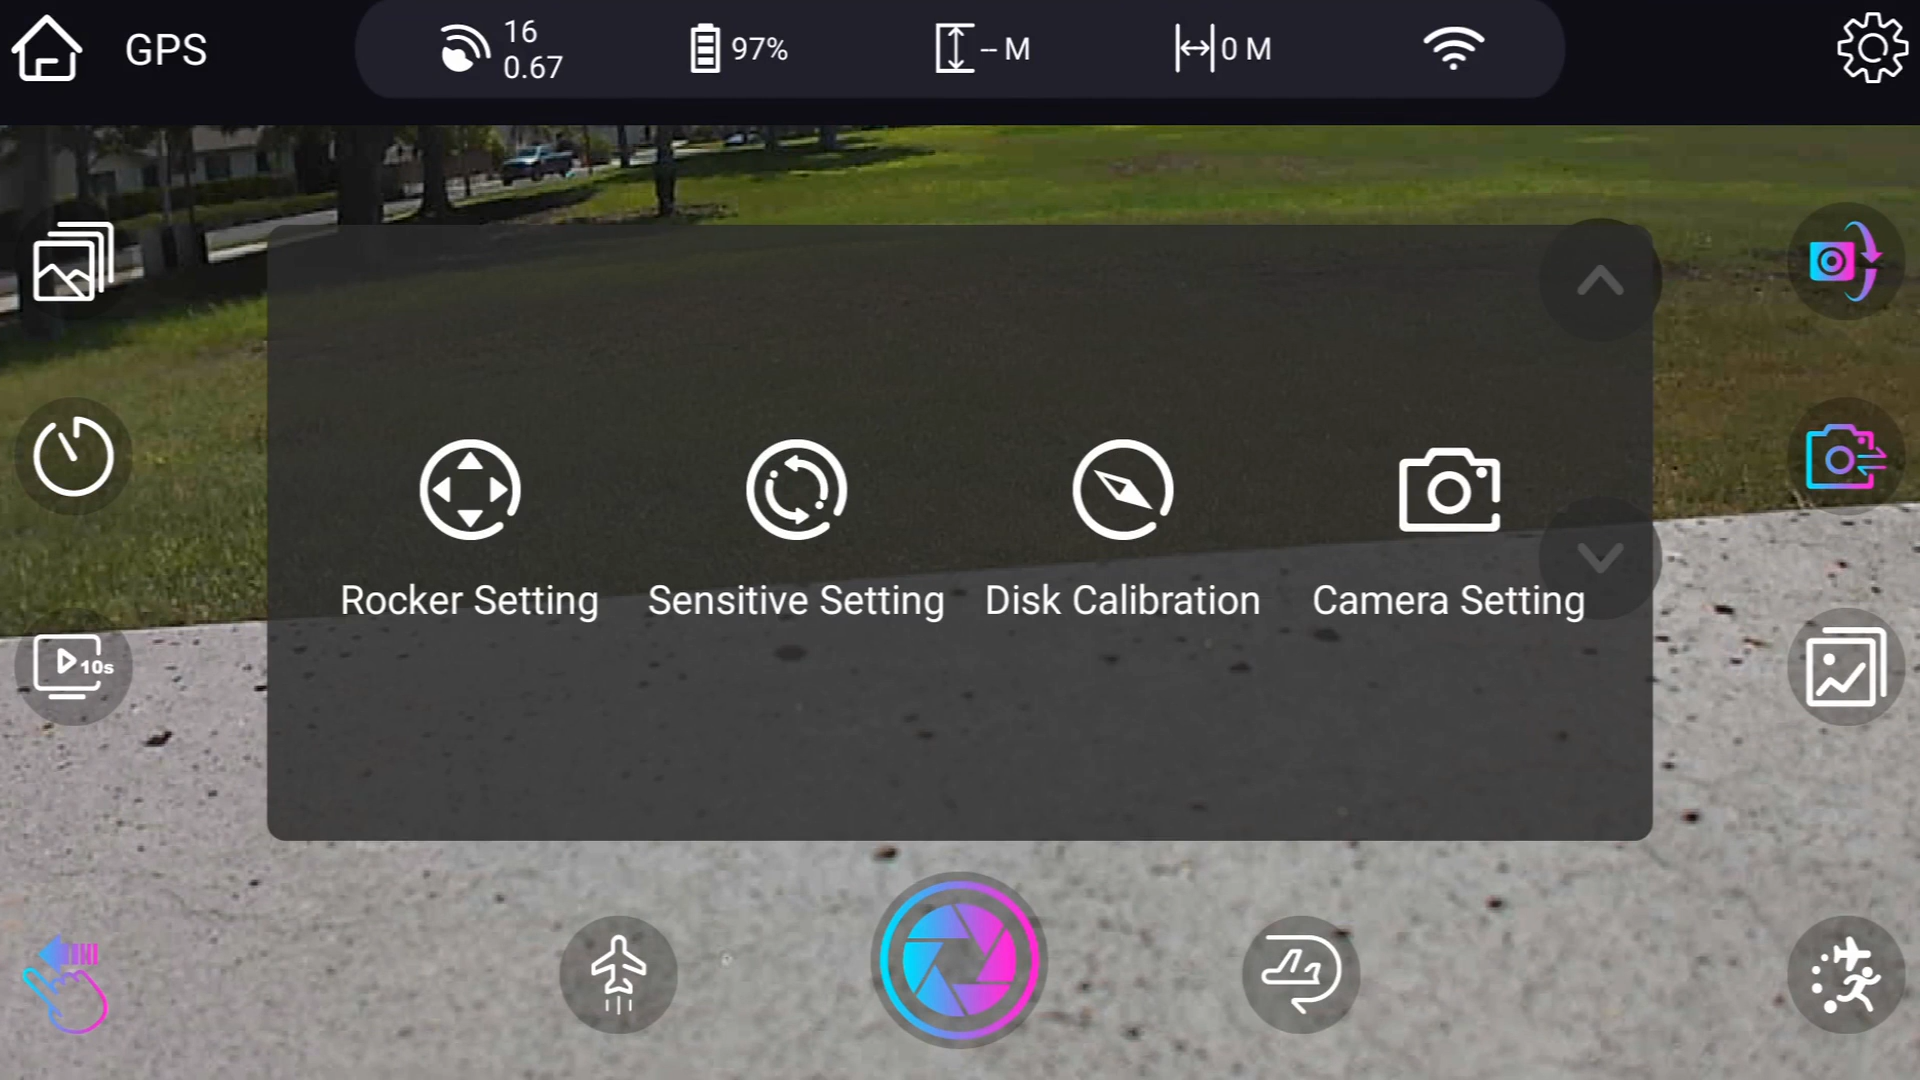 GPS
16
0.67
97%
-- M
0 M
Rocker Setting
Sensitive Setting
Disk Calibration
Camera Setting
10s